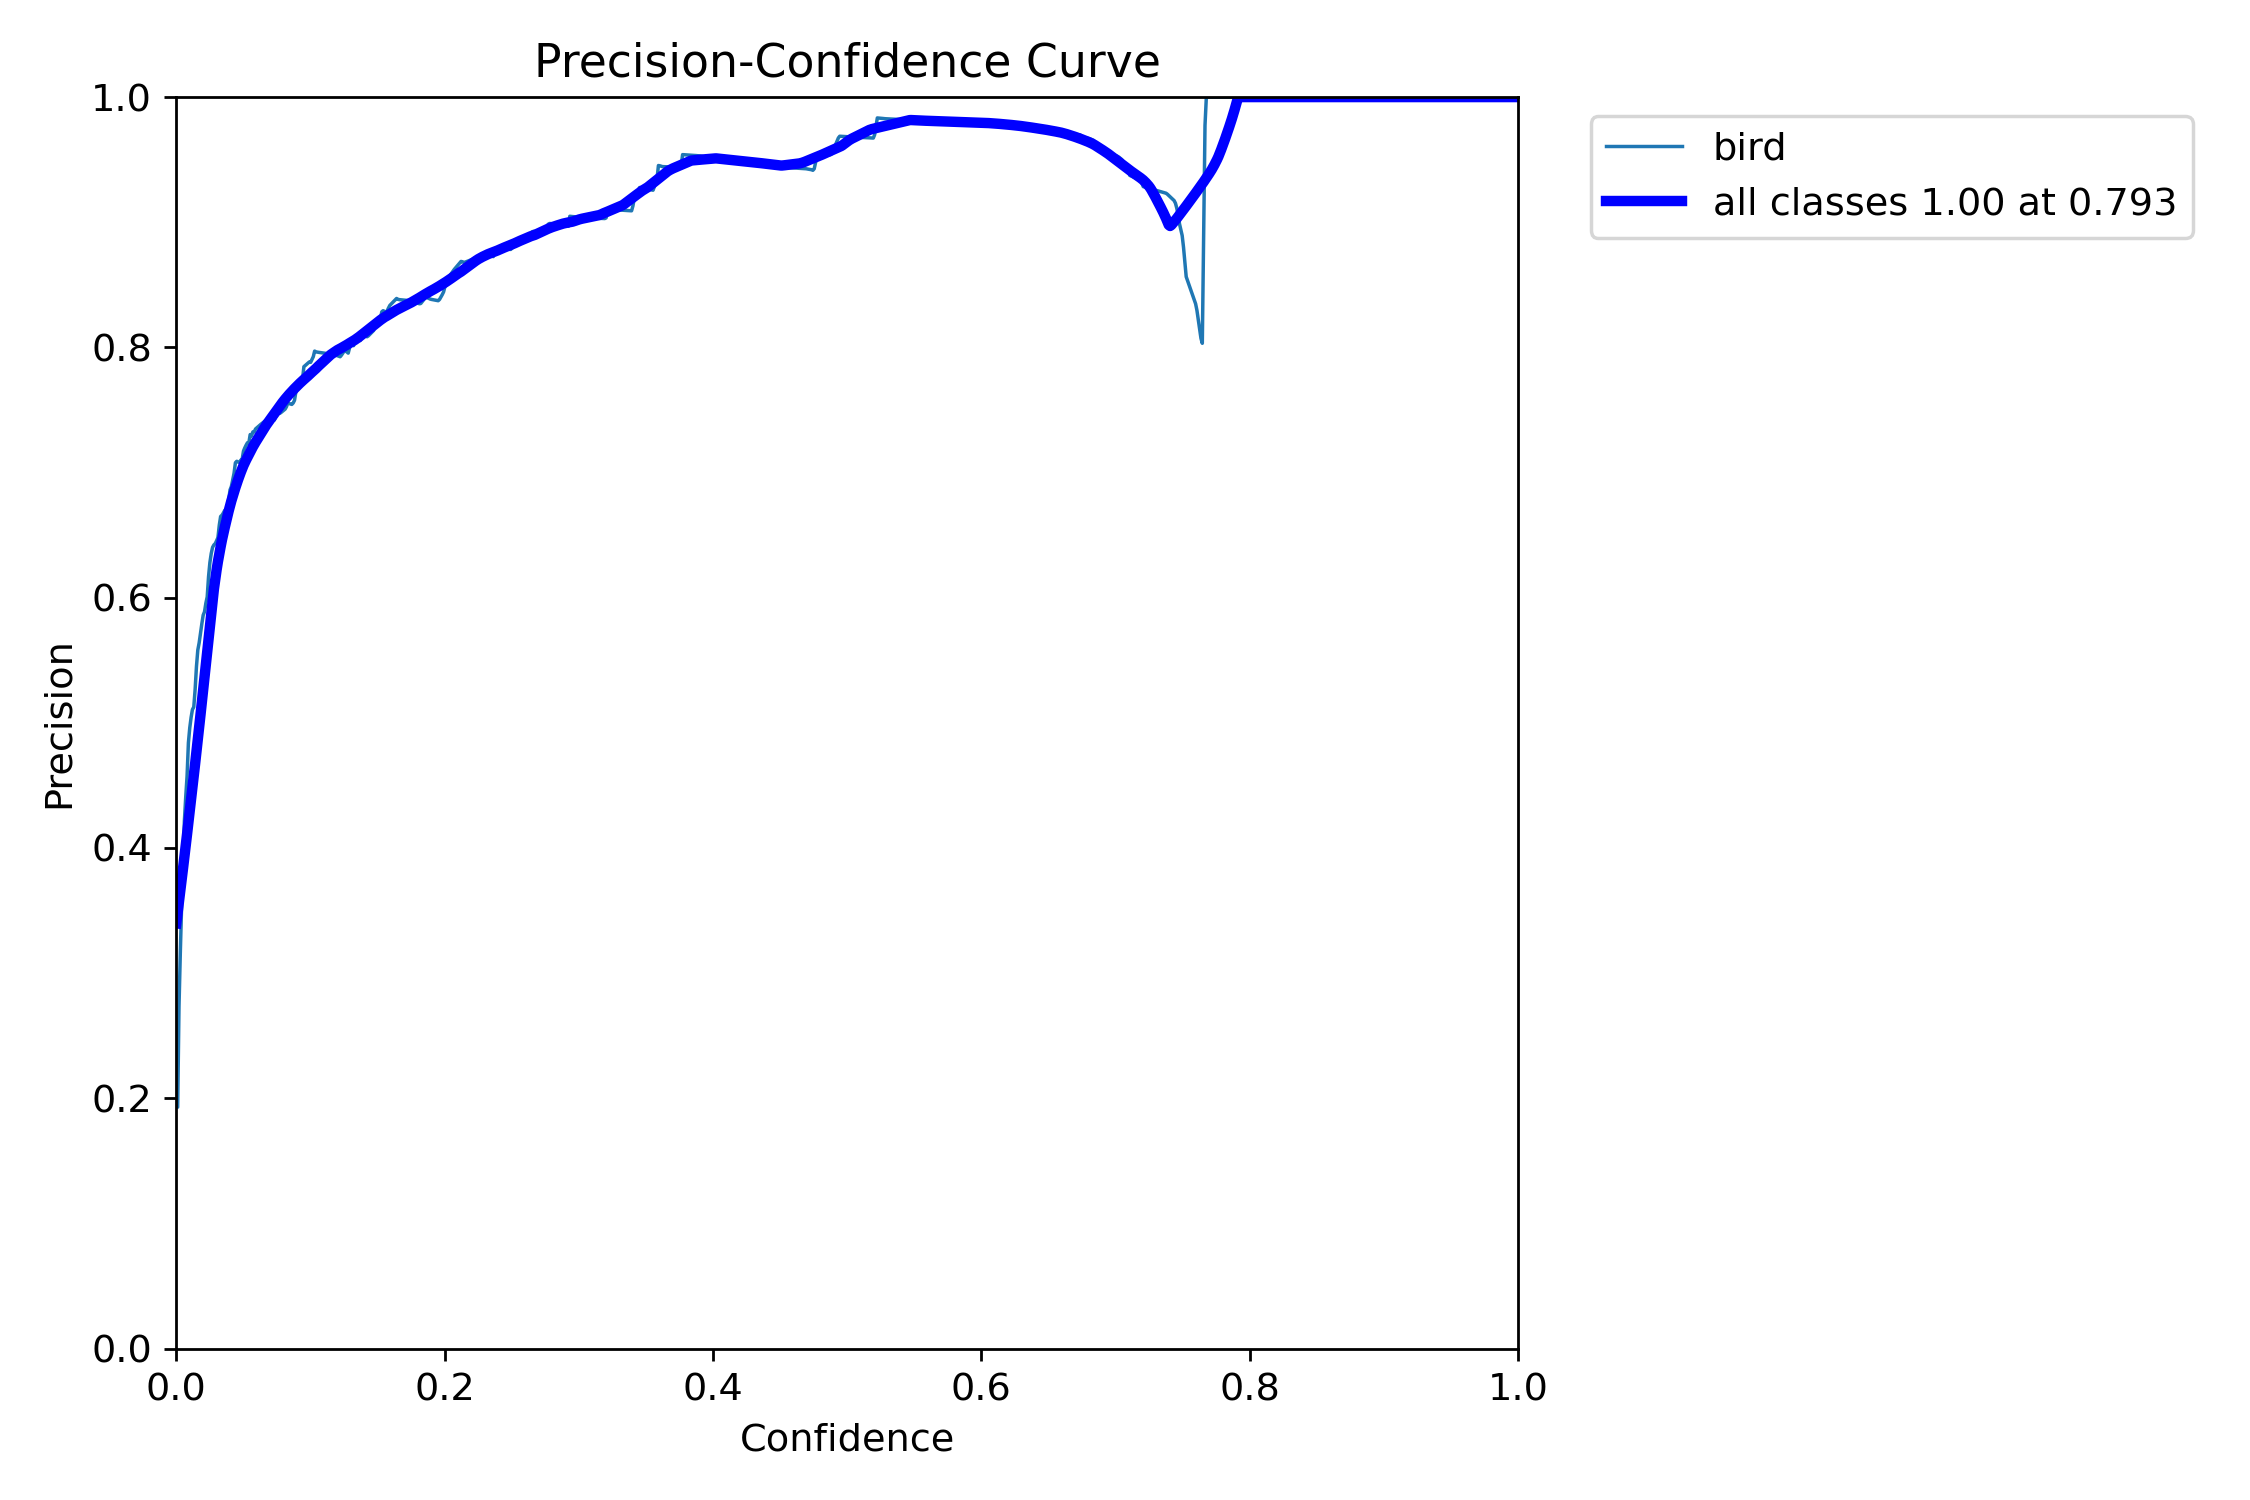 Precision-Confidence Curve
1.0
0.8
0.6
0.4
0.2
0.0
Precision
0.0 0.2 0.4 0.6 0.8 1.0
Confidence
bird
all classes 1.00 at 0.793